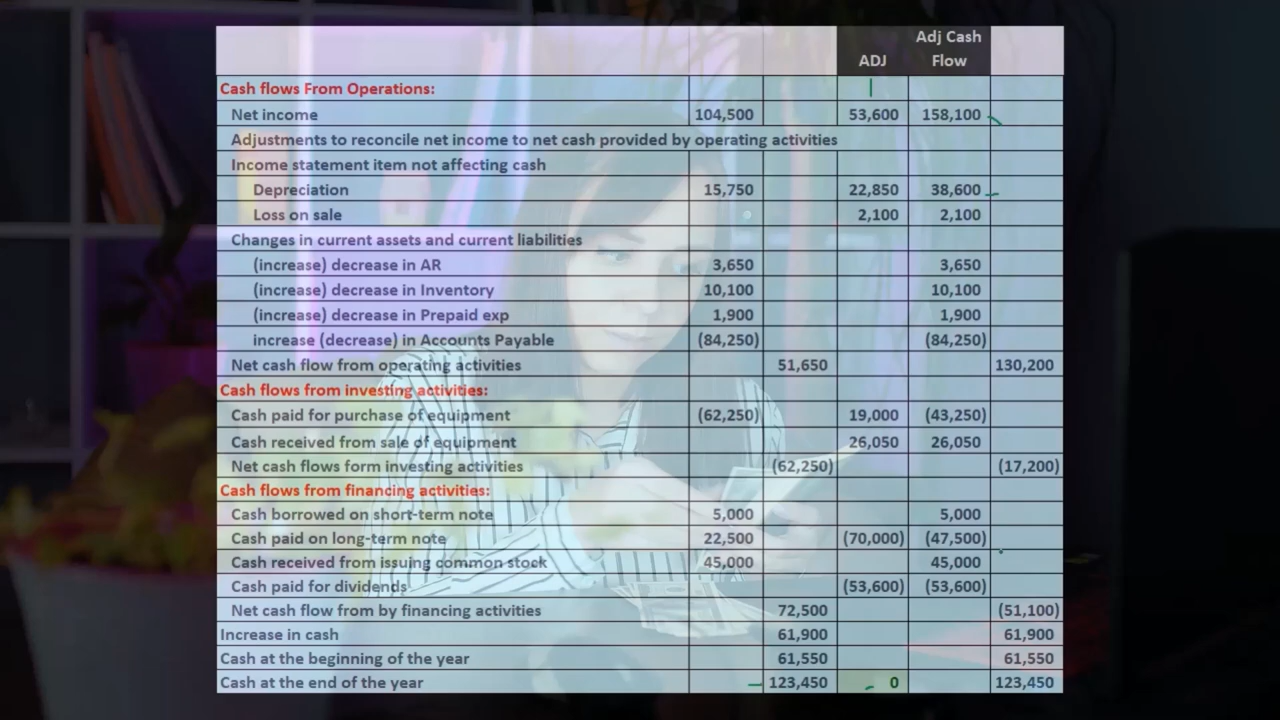 Adj Cash
ADJ Flow
Cash flows From Operations:
Net income 104,500 53,600 158,100
Adjustments to reconcile net income to net cash provided by operating activities
Income statement item not affecting cash
Depreciation 15,750 22,850 38,600
Loss on sale 2,100 2,100
Changes in current assets and current liabilities
(increase) decrease in AR 3,650 3,650
(increase) decrease in Inventory 10,100 10,100
(increase) decrease in Prepaid exp 1,900 1,900
increase (decrease) in Accounts Payable (84,250) (84,250)
Net cash flow from operating activities 51,650 130,200
Cash flows from investing activities:
Cash paid for purchase of equipment (62,250) 19,000 (43,250)
Cash received from sale of equipment 26,050 26,050
Net cash flows form investing activities (62,250) (17,200)
Cash flows from financing activities:
Cash borrowed on short-term note 5,000 5,000
Cash paid on long-term note 22,500 (70,000) (47,500)
Cash received from issuing common stock 45,000 45,000
Cash paid for dividends (53,600) (53,600)
Net cash flow from by financing activities 72,500 (51,100)
Increase in cash 61,900 61,900
Cash at the beginning of the year 61,550 61,550
Cash at the end of the year 123,450 0 123,450